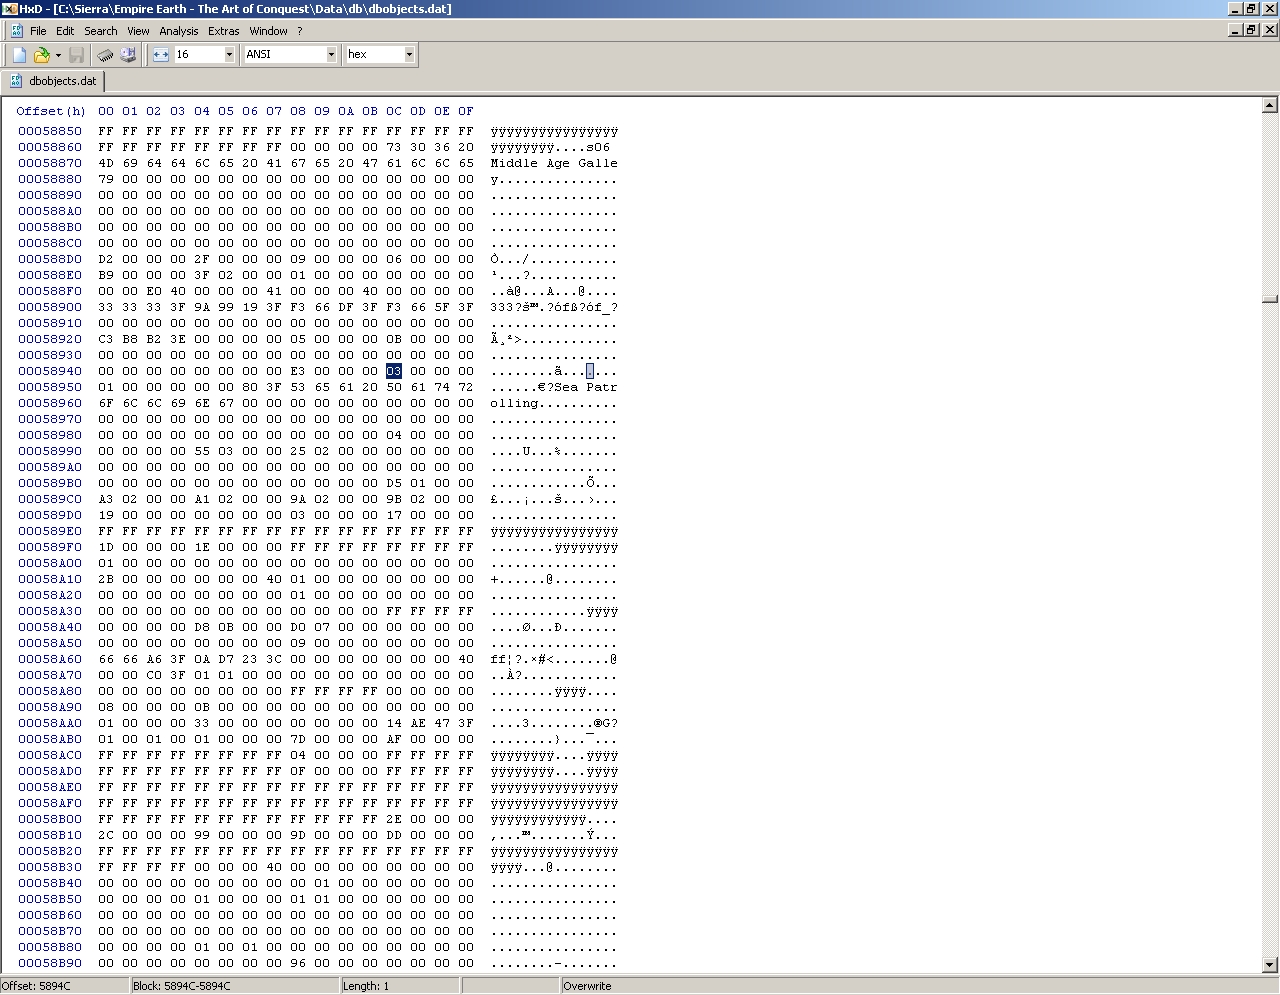 HxD - [C:\Sierra\Empire Earth - The Art of Conquest\Data\db\dbobjects.dat]
File Edit Search View Analysis Extras Window ?
16 ANSI hex
dbobjects.dat
Offset(h) 00 01 02 03 04 05 06 07 08 09 0A 0B 0C 0D 0E 0F
00058850 FF FF FF FF FF FF FF FF FF FF FF FF FF FF FF FF ÿÿÿÿÿÿÿÿÿÿÿÿÿÿÿÿ
00058860 FF FF FF FF FF FF FF FF 00 00 00 00 73 30 36 20 ÿÿÿÿÿÿÿÿ....s06
00058870 4D 69 64 64 6C 65 20 41 67 65 20 47 61 6C 6C 65 Middle Age Galle
00058880 79 00 00 00 00 00 00 00 00 00 00 00 00 00 00 00 y...............
00058890 00 00 00 00 00 00 00 00 00 00 00 00 00 00 00 00 ................
000588A0 00 00 00 00 00 00 00 00 00 00 00 00 00 00 00 00 ................
000588B0 00 00 00 00 00 00 00 00 00 00 00 00 00 00 00 00 ................
000588C0 00 00 00 00 00 00 00 00 00 00 00 00 00 00 00 00 ................
000588D0 D2 00 00 00 2F 00 00 00 09 00 00 00 06 00 00 00 Ò.../...........
000588E0 B9 00 00 00 3F 02 00 00 01 00 00 00 00 00 00 00 ¹...?...........
000588F0 00 00 E0 40 00 00 00 41 00 00 00 40 00 00 00 00 ..à@...A...@....
00058900 33 33 33 3F 9A 99 19 3F F3 66 DF 3F F3 66 5F 3F 333?š™.?ófß?óf_?
00058910 00 00 00 00 00 00 00 00 00 00 00 00 00 00 00 00 ................
00058920 C3 B8 B2 3E 00 00 00 00 05 00 00 00 0B 00 00 00 Ã¸²>............
00058930 00 00 00 00 00 00 00 00 00 00 00 00 00 00 00 00 ................
00058940 00 00 00 00 00 00 00 00 E3 00 00 00 03 00 00 00 ........ã.......
00058950 01 00 00 00 00 00 80 3F 53 65 61 20 50 61 74 72 ......€?Sea Patr
00058960 6F 6C 6C 69 6E 67 00 00 00 00 00 00 00 00 00 00 olling..........
00058970 00 00 00 00 00 00 00 00 00 00 00 00 00 00 00 00 ................
00058980 00 00 00 00 00 00 00 00 00 00 00 00 04 00 00 00 ................
00058990 00 00 00 00 55 03 00 00 25 02 00 00 00 00 00 00 ....U...%.......
000589A0 00 00 00 00 00 00 00 00 00 00 00 00 00 00 00 00 ................
000589B0 00 00 00 00 00 00 00 00 00 00 00 00 D5 01 00 00 ............Õ...
000589C0 A3 02 00 00 A1 02 00 00 9A 02 00 00 9B 02 00 00 £...¡...š...›...
000589D0 19 00 00 00 00 00 00 00 03 00 00 00 17 00 00 00 ................
000589E0 FF FF FF FF FF FF FF FF FF FF FF FF FF FF FF FF ÿÿÿÿÿÿÿÿÿÿÿÿÿÿÿÿ
000589F0 1D 00 00 00 1E 00 00 00 FF FF FF FF FF FF FF FF ........ÿÿÿÿÿÿÿÿ
00058A00 01 00 00 00 00 00 00 00 00 00 00 00 00 00 00 00 ................
00058A10 2B 00 00 00 00 00 00 40 01 00 00 00 00 00 00 00 +......@........
00058A20 00 00 00 00 00 00 00 00 01 00 00 00 00 00 00 00 ................
00058A30 00 00 00 00 00 00 00 00 00 00 00 00 FF FF FF FF ............ÿÿÿÿ
00058A40 00 00 00 00 D8 0B 00 00 D0 07 00 00 00 00 00 00 ....Ø...Ð.......
00058A50 00 00 00 00 00 00 00 00 09 00 00 00 00 00 00 00 ................
00058A60 66 66 A6 3F 0A D7 23 3C 00 00 00 00 00 00 00 40 ff¦?.×#<.......@
00058A70 00 00 C0 3F 01 01 00 00 00 00 00 00 00 00 00 00 ..À?............
00058A80 00 00 00 00 00 00 00 00 FF FF FF FF 00 00 00 00 ........ÿÿÿÿ....
00058A90 08 00 00 00 0B 00 00 00 00 00 00 00 00 00 00 00 ................
00058AA0 01 00 00 00 33 00 00 00 00 00 00 00 14 AE 47 3F ....3........®G?
00058AB0 01 00 01 00 01 00 00 00 7D 00 00 00 AF 00 00 00 ........}...¯...
00058AC0 FF FF FF FF FF FF FF FF 04 00 00 00 FF FF FF FF ÿÿÿÿÿÿÿÿ....ÿÿÿÿ
00058AD0 FF FF FF FF FF FF FF FF 0F 00 00 00 FF FF FF FF ÿÿÿÿÿÿÿÿ....ÿÿÿÿ
00058AE0 FF FF FF FF FF FF FF FF FF FF FF FF FF FF FF FF ÿÿÿÿÿÿÿÿÿÿÿÿÿÿÿÿ
00058AF0 FF FF FF FF FF FF FF FF FF FF FF FF FF FF FF FF ÿÿÿÿÿÿÿÿÿÿÿÿÿÿÿÿ
00058B00 FF FF FF FF FF FF FF FF FF FF FF FF 2E 00 00 00 ÿÿÿÿÿÿÿÿÿÿÿÿ....
00058B10 2C 00 00 00 99 00 00 00 9D 00 00 00 DD 00 00 00 ,...™.......Ý...
00058B20 FF FF FF FF FF FF FF FF FF FF FF FF FF FF FF FF ÿÿÿÿÿÿÿÿÿÿÿÿÿÿÿÿ
00058B30 FF FF FF FF 00 00 00 40 00 00 00 00 00 00 00 00 ÿÿÿÿ...@........
00058B40 00 00 00 00 00 00 00 00 00 01 00 00 00 00 00 00 ................
00058B50 00 00 00 00 01 00 00 00 01 01 00 00 00 00 00 00 ................
00058B60 00 00 00 00 00 00 00 00 00 00 00 00 00 00 00 00 ................
00058B70 00 00 00 00 00 00 00 00 00 00 00 00 00 00 00 00 ................
00058B80 00 00 00 00 01 00 01 00 00 00 00 00 00 00 00 00 ................
00058B90 00 00 00 00 00 00 00 00 96 00 00 00 00 00 00 00 ........–.......
Offset: 5894C Block: 5894C-5894C Length: 1 Overwrite